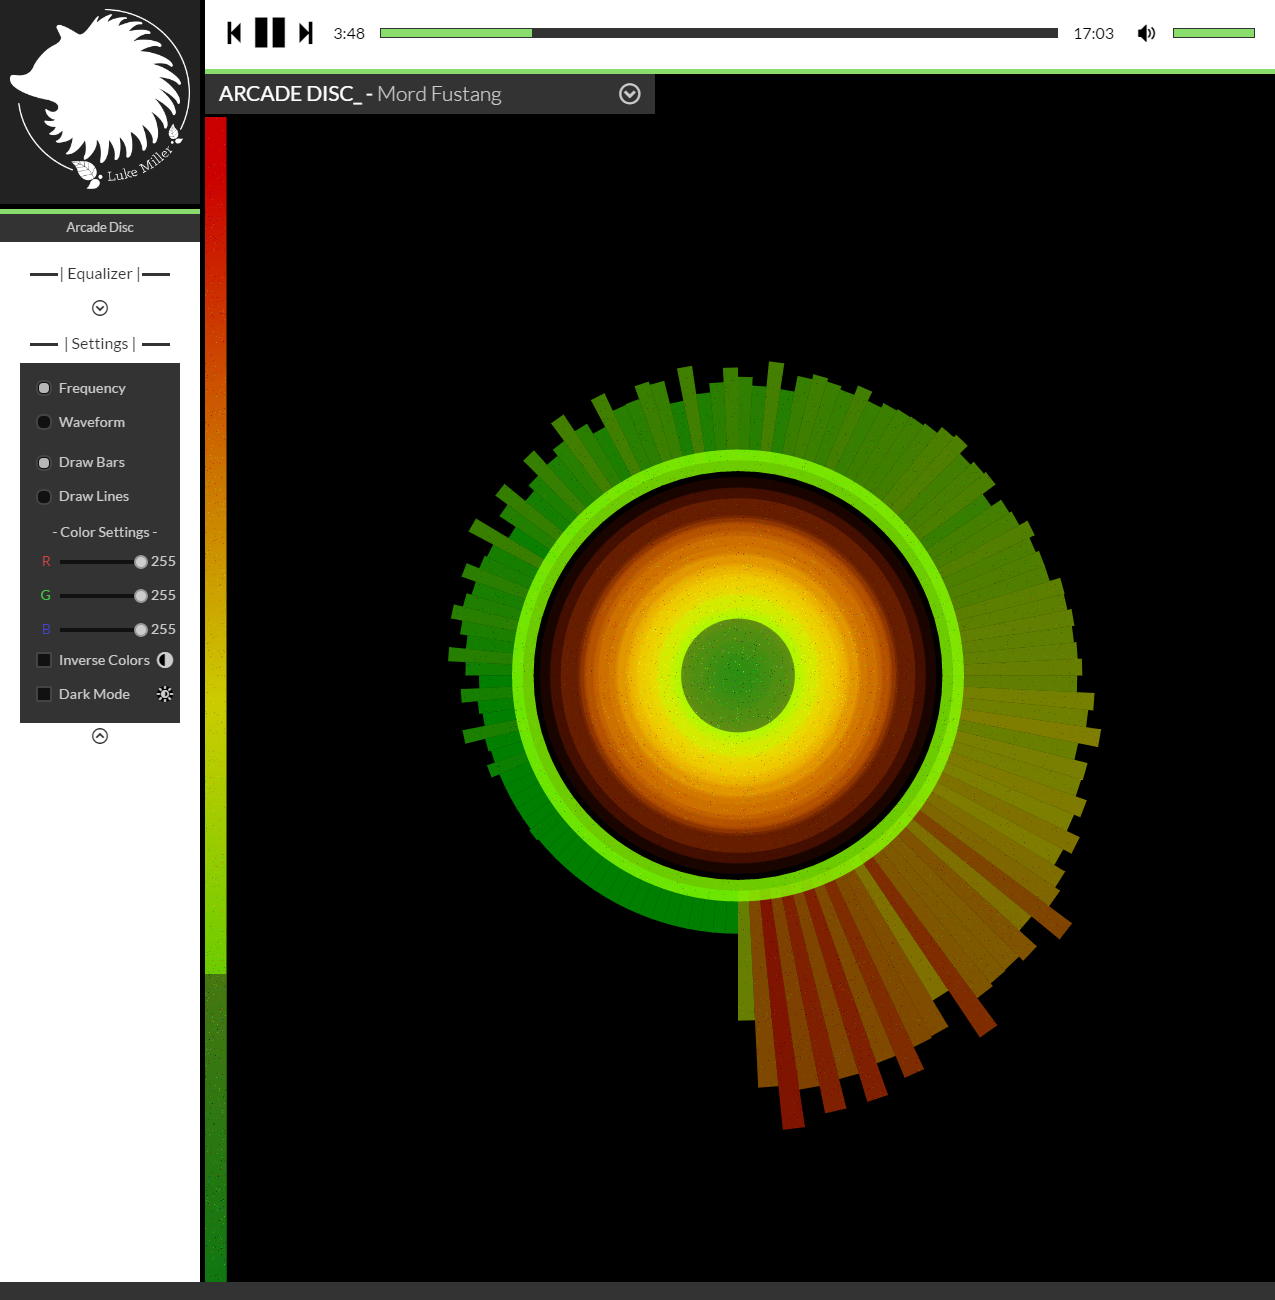 3:48
17:03
ARCADE DISC_ - Mord Fustang
Luke Miller
Arcade Disc
| Equalizer |
| Settings |
Frequency
Waveform
Draw Bars
Draw Lines
- Color Settings -
R 255
G 255
B 255
Inverse Colors
Dark Mode